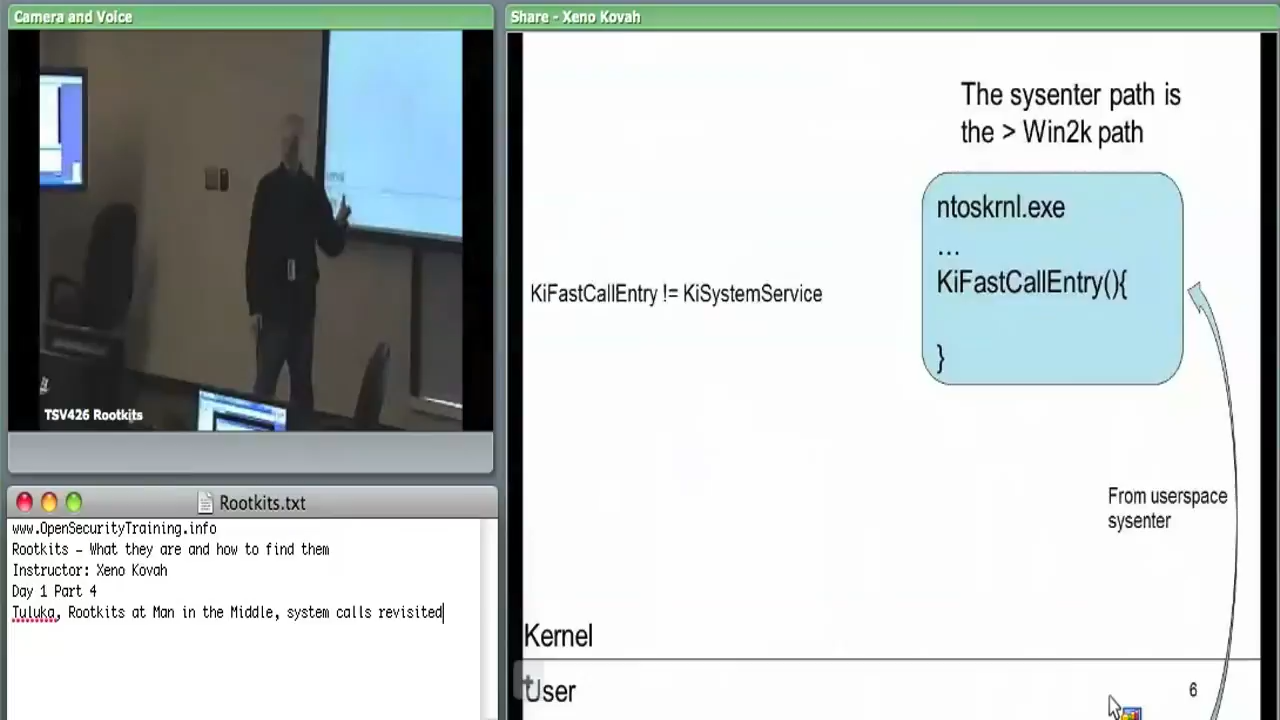 Camera and Voice
TSV426 Rootkits
Rootkits.txt
www.OpenSecurityTraining.info
Rootkits - What they are and how to find them
Instructor: Xeno Kovah
Day 1 Part 4
Tuluka, Rootkits at Man in the Middle, system calls revisited
Share - Xeno Kovah
The sysenter path is
the > Win2k path
ntoskrnl.exe
…
KiFastCallEntry(){
}
KiFastCallEntry != KiSystemService
From userspace
sysenter
Kernel
User
6